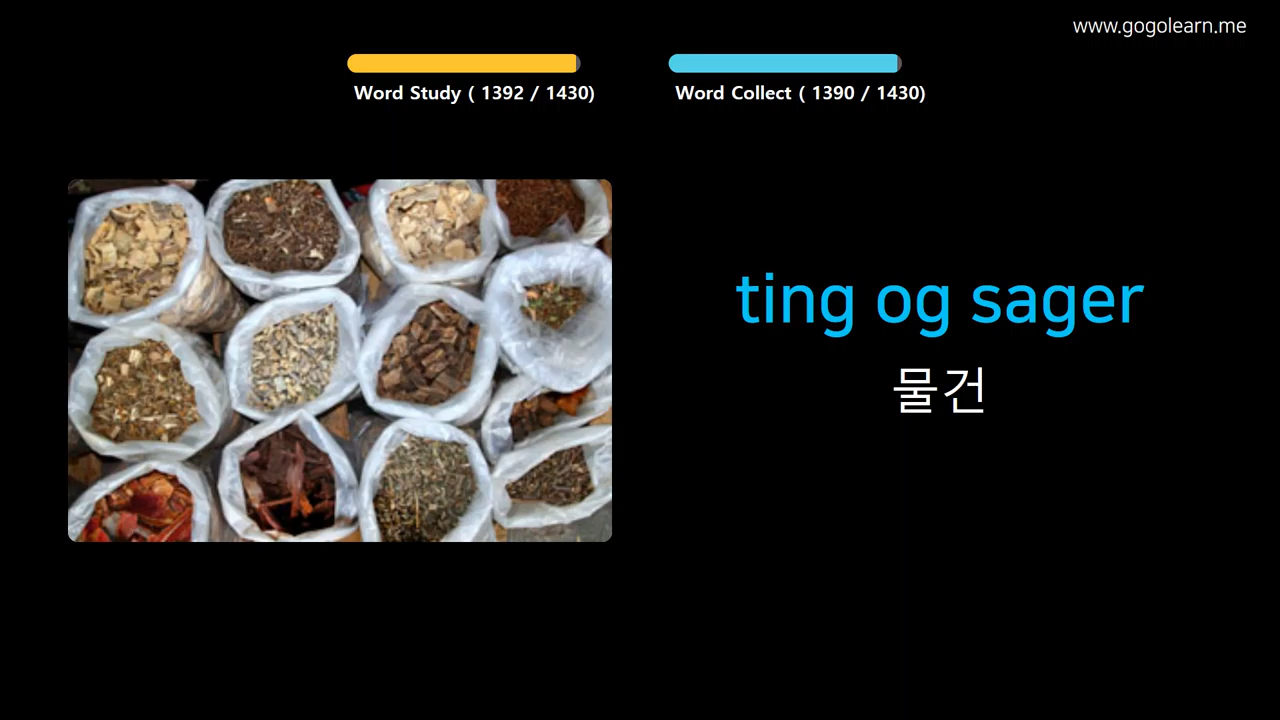 www.gogolearn.me
Word Study ( 1392 / 1430)
Word Collect ( 1390 / 1430)
ting og sager
물건